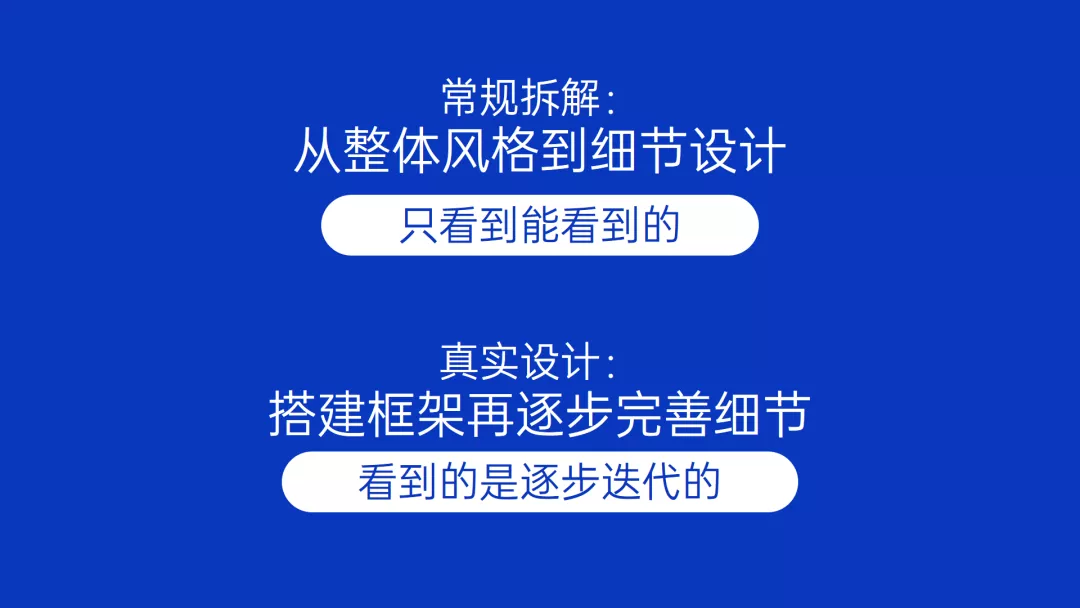 常规拆解：
从整体风格到细节设计
只看到能看到的
真实设计：
搭建框架再逐步完善细节
看到的是逐步迭代的